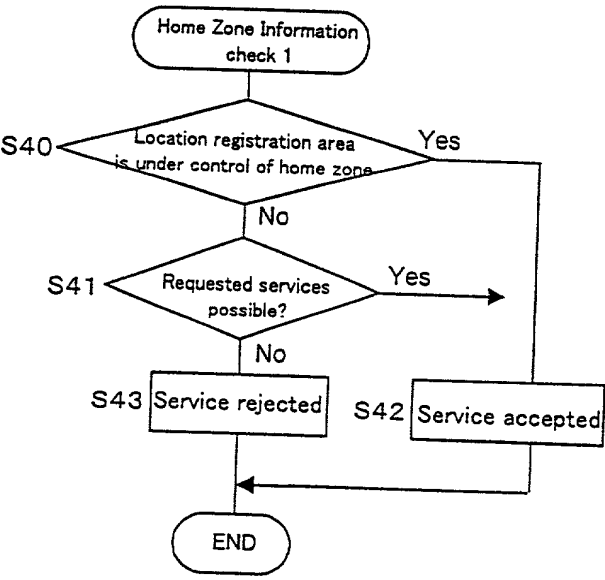 Home Zone Information
check 1
S40
Location registration area
is under control of home zone
Yes
No
S41
Requested services
possible?
Yes
No
S43
Service rejected
S42
Service accepted
END